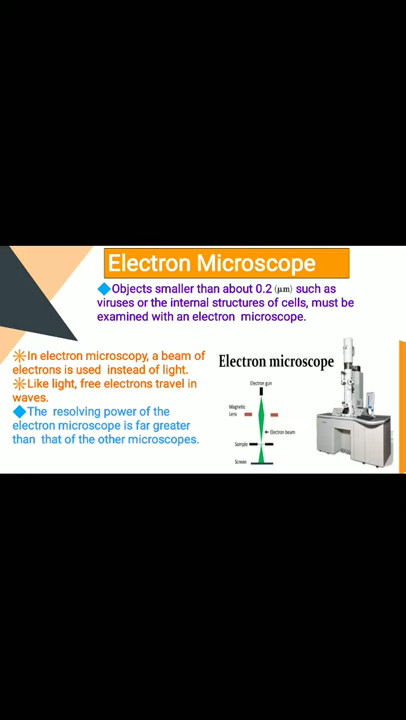 Electron Microscope
Objects smaller than about 0.2 (μm) such as
viruses or the internal structures of cells, must be
examined with an electron microscope.
In electron microscopy, a beam of
electrons is used instead of light.
Like light, free electrons travel in
waves.
The resolving power of the
electron microscope is far greater
than that of the other microscopes.
Electron microscope
Electron gun
Magnetic
Lens
Electron beam
Sample
Screen